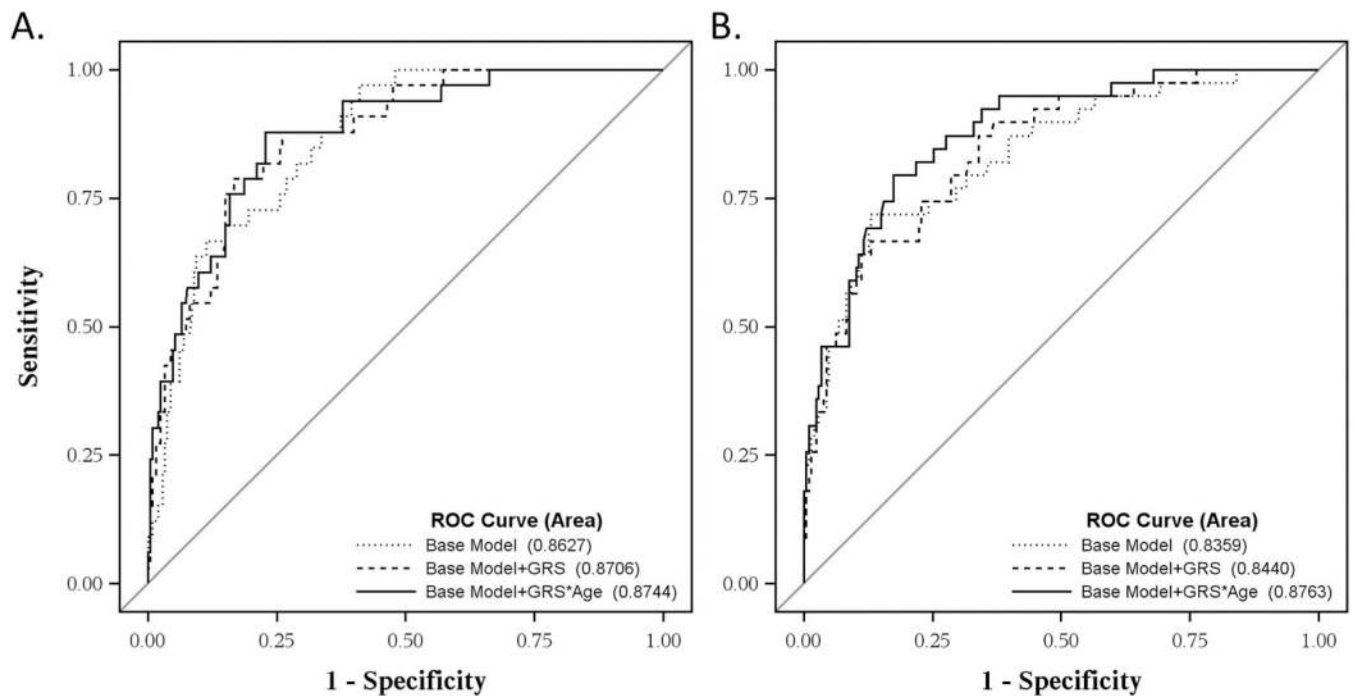 A.
1.00
0.75
0.50
0.25
0.00
Sensitivity
ROC Curve (Area)
Base Model (0.8627)
Base Model+GRS (0.8706)
Base Model+GRS*Age (0.8744)
0.00 0.25 0.50 0.75 1.00
1 - Specificity
B.
1.00
0.75
0.50
0.25
0.00
ROC Curve (Area)
Base Model (0.8359)
Base Model+GRS (0.8440)
Base Model+GRS*Age (0.8763)
0.00 0.25 0.50 0.75 1.00
1 - Specificity